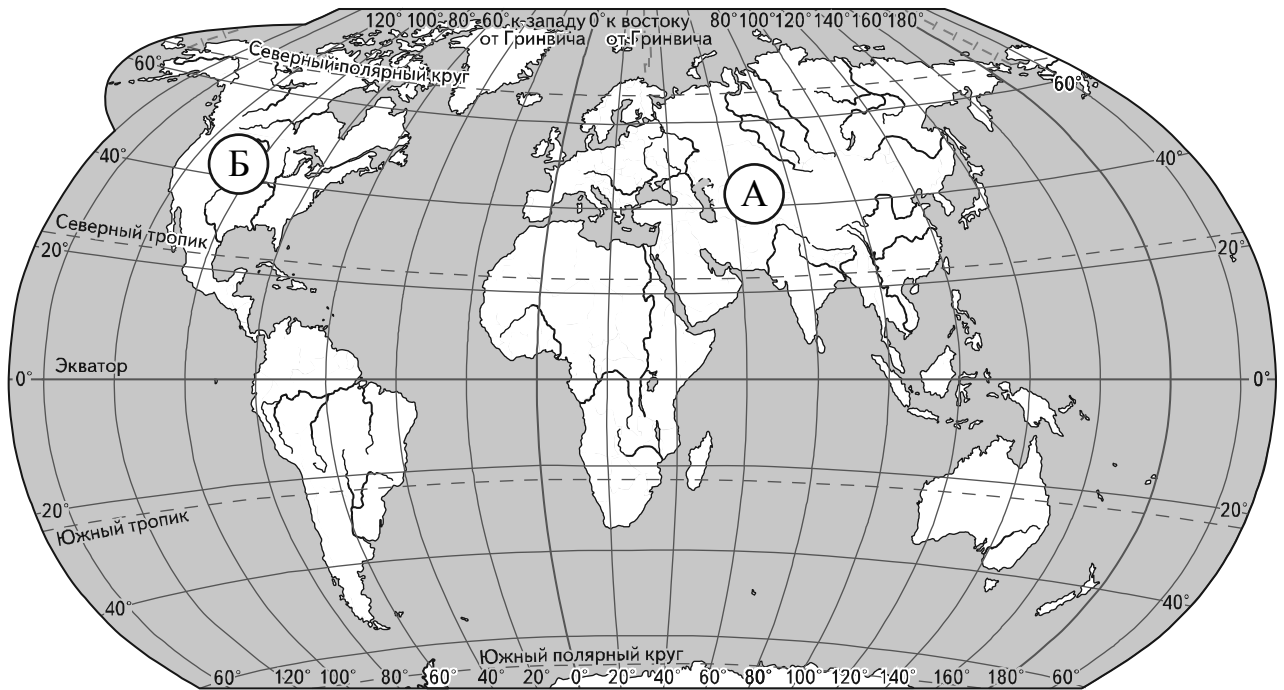 120° 100° 80° 60° к западу 0° к востоку 80° 100° 120° 140° 160° 180°
от Гринвича от Гринвича
Северный полярный круг
60° 60°
Б
А
40° 40°
Северный тропик
20° 20°
Экватор
0° 0°
20° 20°
Южный тропик
40° 40°
Южный полярный круг
60° 120° 100° 80° 60° 40° 20° 0° 20° 40° 60° 80° 100° 120° 140° 180° 60°